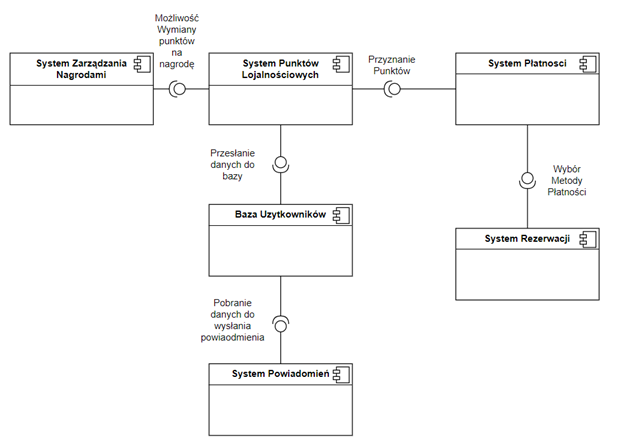 Możliwość
Wymiany
punktów
na
nagrodę
System Zarządzania
Nagrodami
System Punktów
Lojalnościowych
Przyznanie
Punktów
System Płatnosci
Przesłanie
danych do
bazy
Wybór
Metody
Płatności
Baza Uzytkowników
System Rezerwacji
Pobranie
danych do
wysłania
powiaodmienia
System Powiadomień